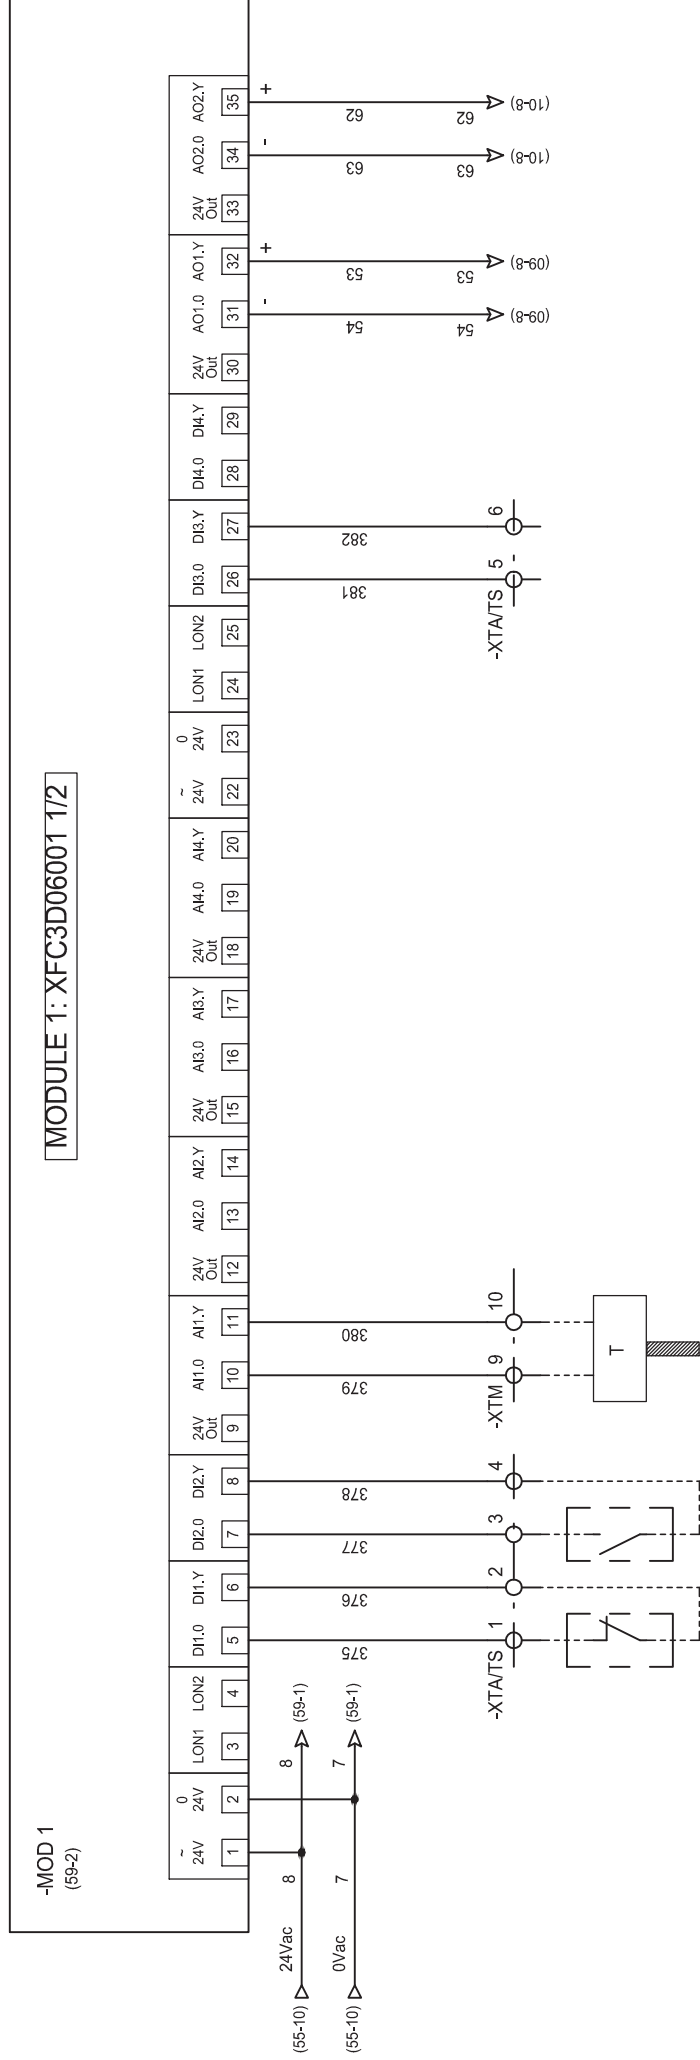 MODULE 1: XFC3D06001 1/2
-MOD 1
(59-2)
~ 24V 1
0 24V 2
LON1 3
LON2 4
DI1.0 5
DI1.Y 6
DI2.0 7
DI2.Y 8
24V Out 9
AI1.0 10
AI1.Y 11
24V Out 12
AI2.0 13
AI2.Y 14
24V Out 15
AI3.0 16
AI3.Y 17
24V Out 18
AI4.0 19
AI4.Y 20
~ 24V 22
0 24V 23
LON1 24
LON2 25
DI3.0 26
DI3.Y 27
DI4.0 28
DI4.Y 29
24V Out 30
AO1.0 31
AO1.Y 32
24V Out 33
AO2.0 34
AO2.Y 35
- + - +
(55-10) 24Vac 8 8 (59-1)
(55-10) 0Vac 7 7 (59-1)
375 376 377 378 379 380 381 382 54 53 63 62
54 53 63 62
-XTA/TS 1 - 2 3 4
-XTM 9 - 10
-XTA/TS 5 - 6
(09-8) (09-8) (10-8) (10-8)
T